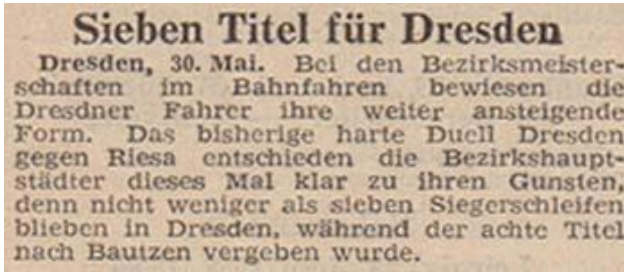 Sieben Titel für Dresden
Dresden, 30. Mai. Bei den Bezirksmeister-
schaften im Bahnfahren bewiesen die
Dresdner Fahrer ihre weiter ansteigende
Form. Das bisherige harte Duell Dresden
gegen Riesa entschieden die Bezirkshaupt-
städter dieses Mal klar zu ihren Gunsten,
denn nicht weniger als sieben Siegerschleifen
blieben in Dresden, während der achte Titel
nach Bautzen vergeben wurde.